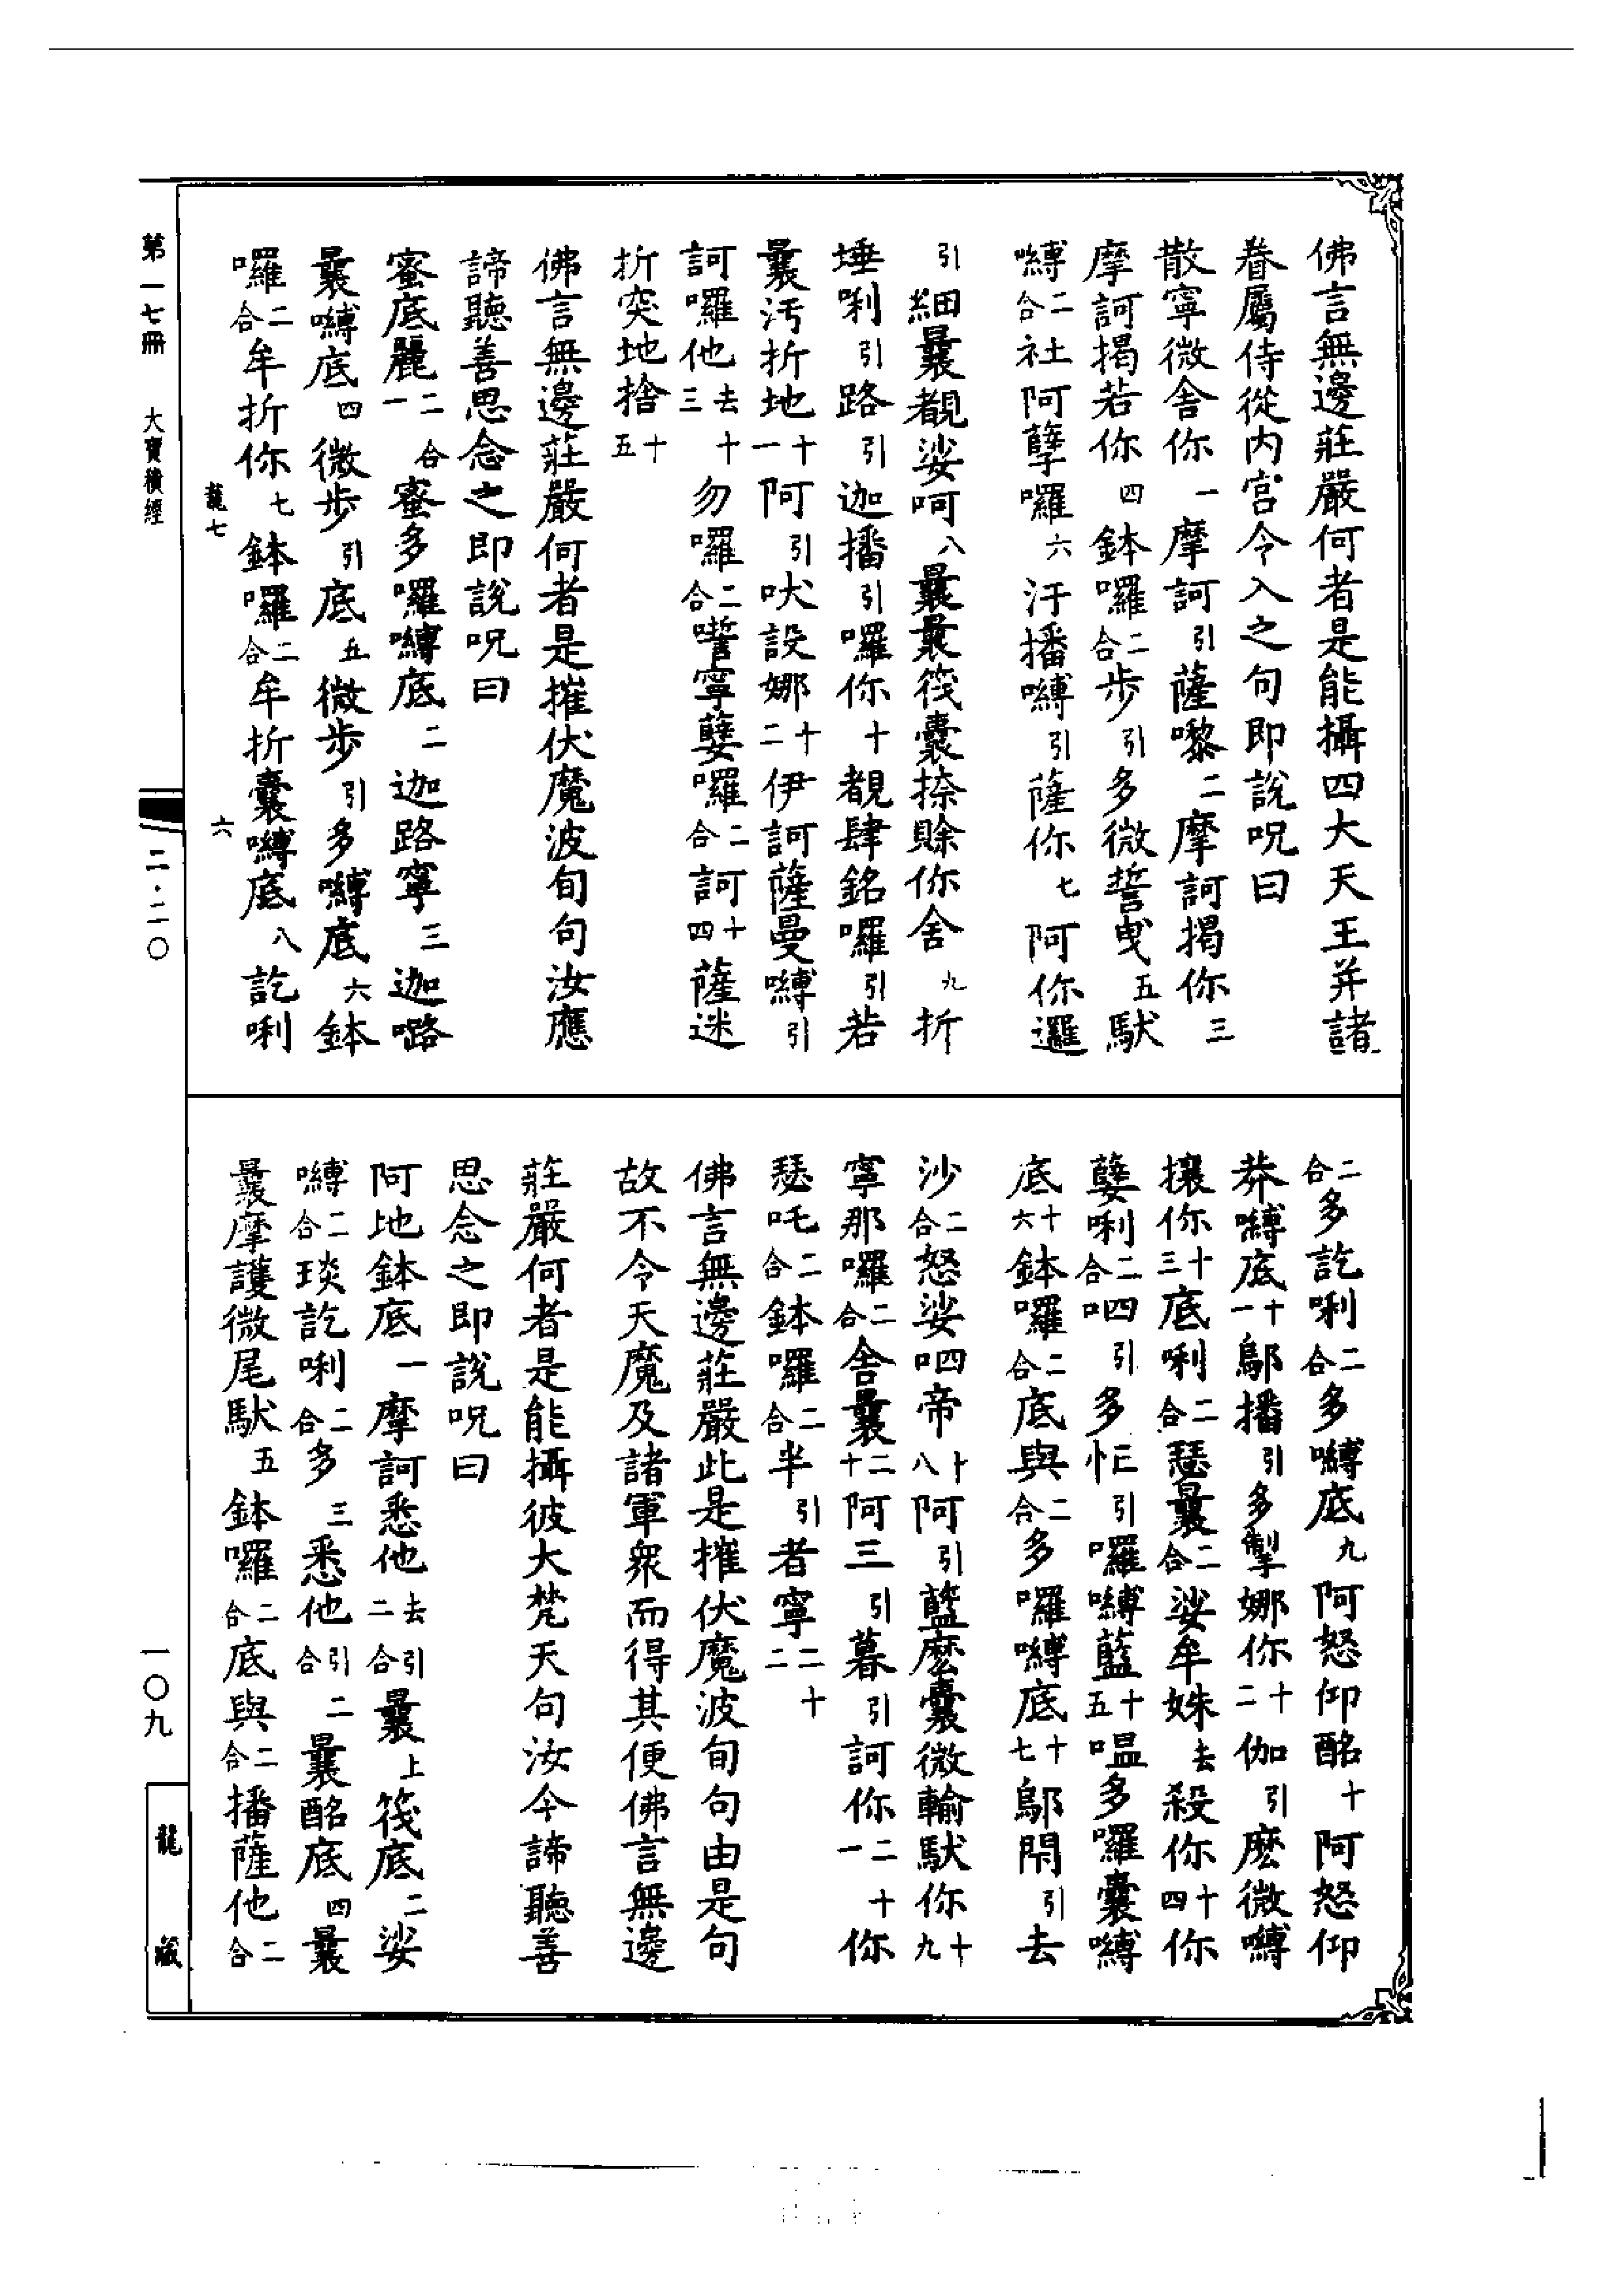 佛言無邊莊嚴何者是能攝四大天王并諸
眷屬侍從内宫令入之句即說呪曰
散寧微舍你一摩訶引薩嚟二摩訶揭你三
摩訶揭若你四鉢囉二合步引多微誓曳五馱
嚩二合社阿孽囉六汙播嚩引薩你七阿你邏
引細曩覩娑呵八曩曩筏囊捺賖你舍九折
埵唎引路引迦播引囉你十覩肆銘囉引若
曩汚折地十一阿引吠設娜十二伊訶薩曼嚩引
訶囉他去十三勿囉二合㘁寧孽囉二合訶十四薩迷
折突地捨十五
佛言無邊莊嚴何者是摧伏魔波旬句汝應
諦聽善思念之即說呪曰
蜜底麗二合一蜜多囉嚩底二迦路寧三迦嚕
曩嚩底四微步引底五微步引多嚩底六鉢
囉二合牟折你七鉢囉二合牟折囊嚩底八訖唎
二合多訖唎二合多嚩底九阿怒仰酩十阿怒仰
莽嚩底十一鄔播引多掣娜你十二伽引麽微嚩
攘你十三底唎二合瑟曩二合娑牟姝去殺你十四你
孽唎二合呬引多怔引囉嚩藍十五嗢多囉囊嚩
底十六鉢囉二合底與二合多囉嚩底十七鄔閇引去
沙二合怒娑呬帝十八阿引藍麽囊微輸馱你十九
寧那囉二合舍曩二十阿三引暮引訶你二十一你
瑟吒二合鉢囉二合半引者寧二十二
佛言無邊莊嚴此是摧伏魔波旬句由是句
故不令天魔及諸軍衆而得其便佛言無邊
莊嚴何者是能攝彼大梵天句汝今諦聽善
思念之即說呪曰
阿地鉢底一摩訶悉他去引二合曩上筏底二娑
嚩二合琰訖唎二合多三悉他引二合曩酩底四曩
曩摩護微尾馱五鉢囉二合底與二合播薩他二合
第一七冊 大寶積經
龍七
六
二·二〇
一〇九
龍藏